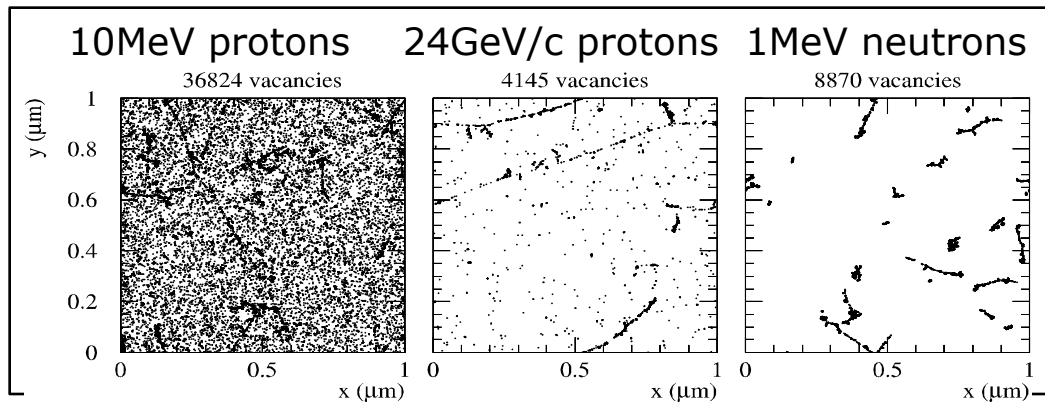 10MeV protons 24GeV/c protons 1MeV neutrons
36824 vacancies 4145 vacancies 8870 vacancies
y (μm)
1
0.8
0.6
0.4
0.2
0
0 0.5 1 0 0.5 1 0 0.5 1
x (μm) x (μm) x (μm)